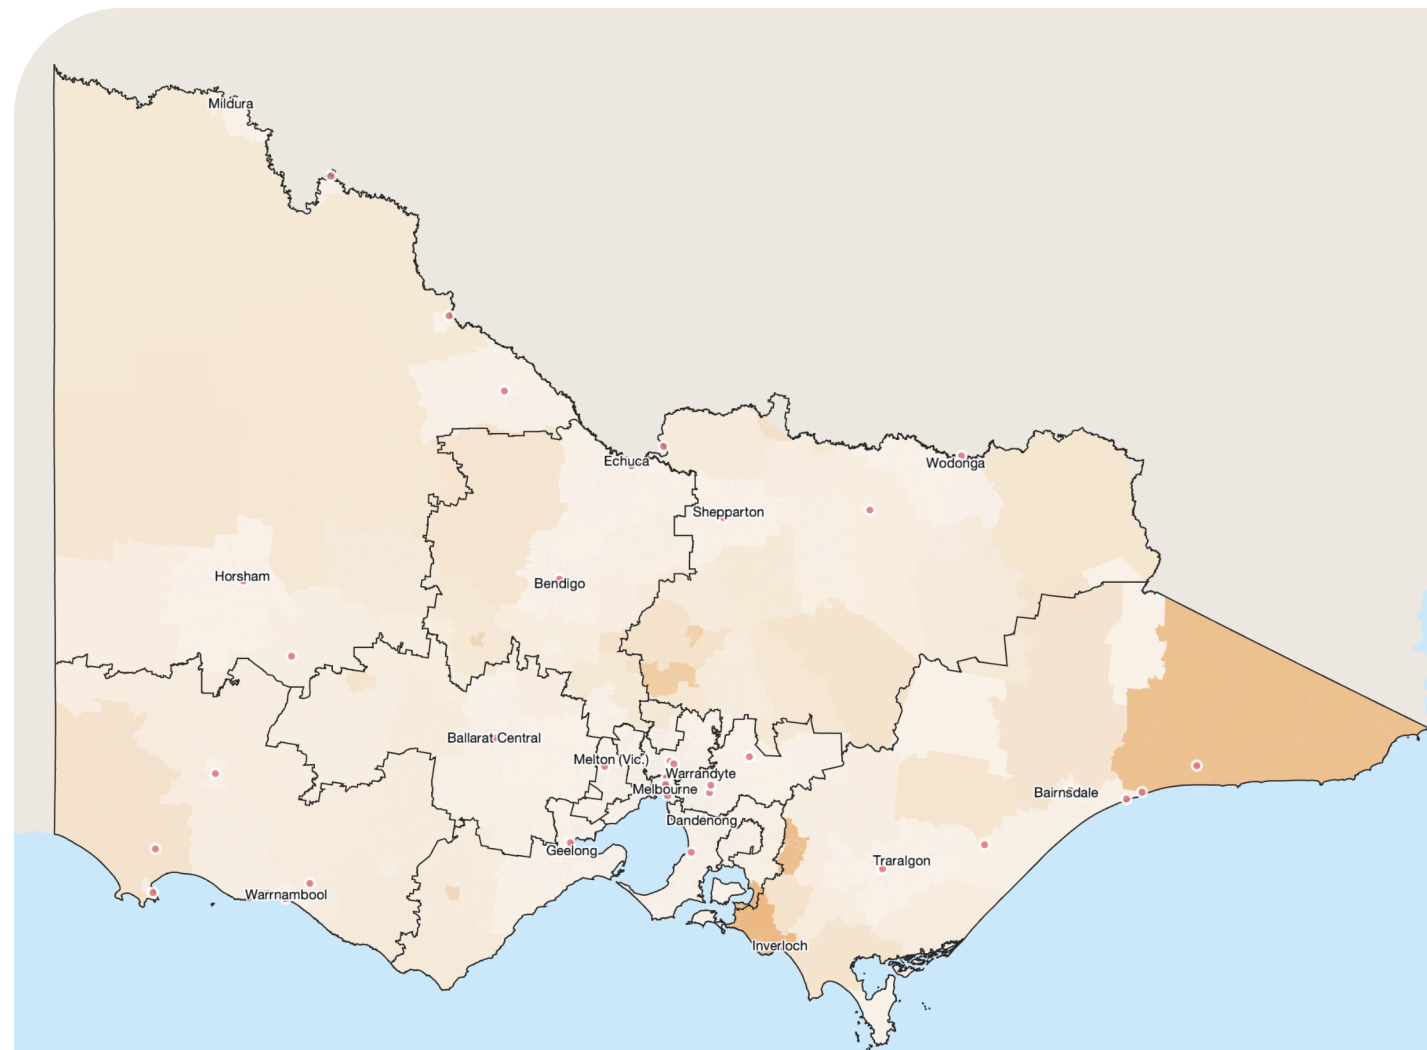 Mildura
Echuca
Wodonga
Shepparton
Horsham
Bendigo
Ballarat Central
Melton (Vic.)
Warrandyte
Melbourne
Bairnsdale
Dandenong
Geelong
Traralgon
Warrnambool
Inverloch